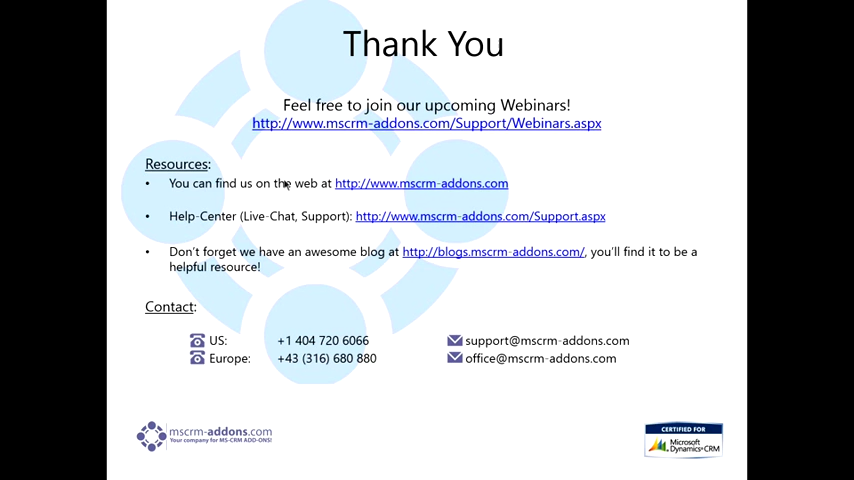 Thank You
Feel free to join our upcoming Webinars!
http://www.mscrm-addons.com/Support/Webinars.aspx
Resources:
• You can find us on the web at http://www.mscrm-addons.com
• Help-Center (Live-Chat, Support): http://www.mscrm-addons.com/Support.aspx
• Don't forget we have an awesome blog at http://blogs.mscrm-addons.com/, you'll find it to be a
helpful resource!
Contact:
US: +1 404 720 6066 support@mscrm-addons.com
Europe: +43 (316) 680 880 office@mscrm-addons.com
mscrm-addons.com
Your company for MS-CRM ADD-ONS!
CERTIFIED FOR
Microsoft
Dynamics CRM